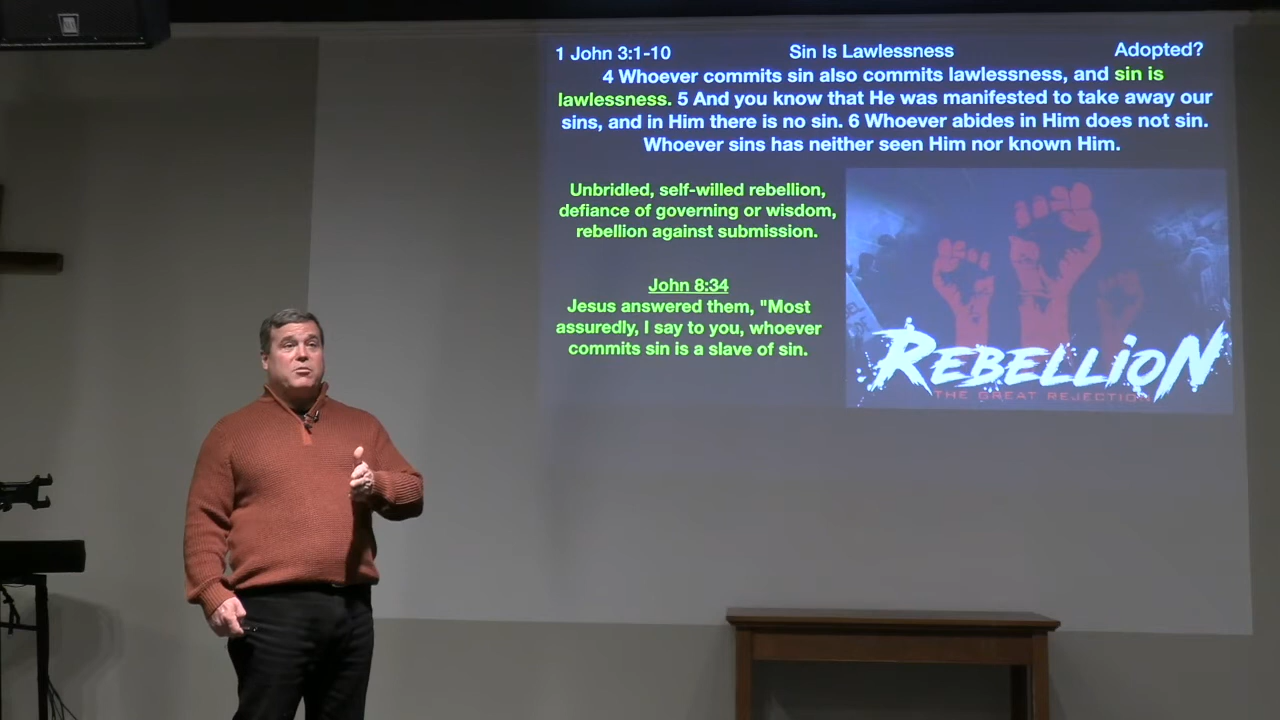 1 John 3:1-10 Sin Is Lawlessness Adopted?
4 Whoever commits sin also commits lawlessness, and sin is
lawlessness. 5 And you know that He was manifested to take away our
sins, and in Him there is no sin. 6 Whoever abides in Him does not sin.
Whoever sins has neither seen Him nor known Him.
Unbridled, self-willed rebellion,
defiance of governing or wisdom,
rebellion against submission.
John 8:34
Jesus answered them, "Most
assuredly, I say to you, whoever
commits sin is a slave of sin.
REBELLiON
THE GREAT REJECTION